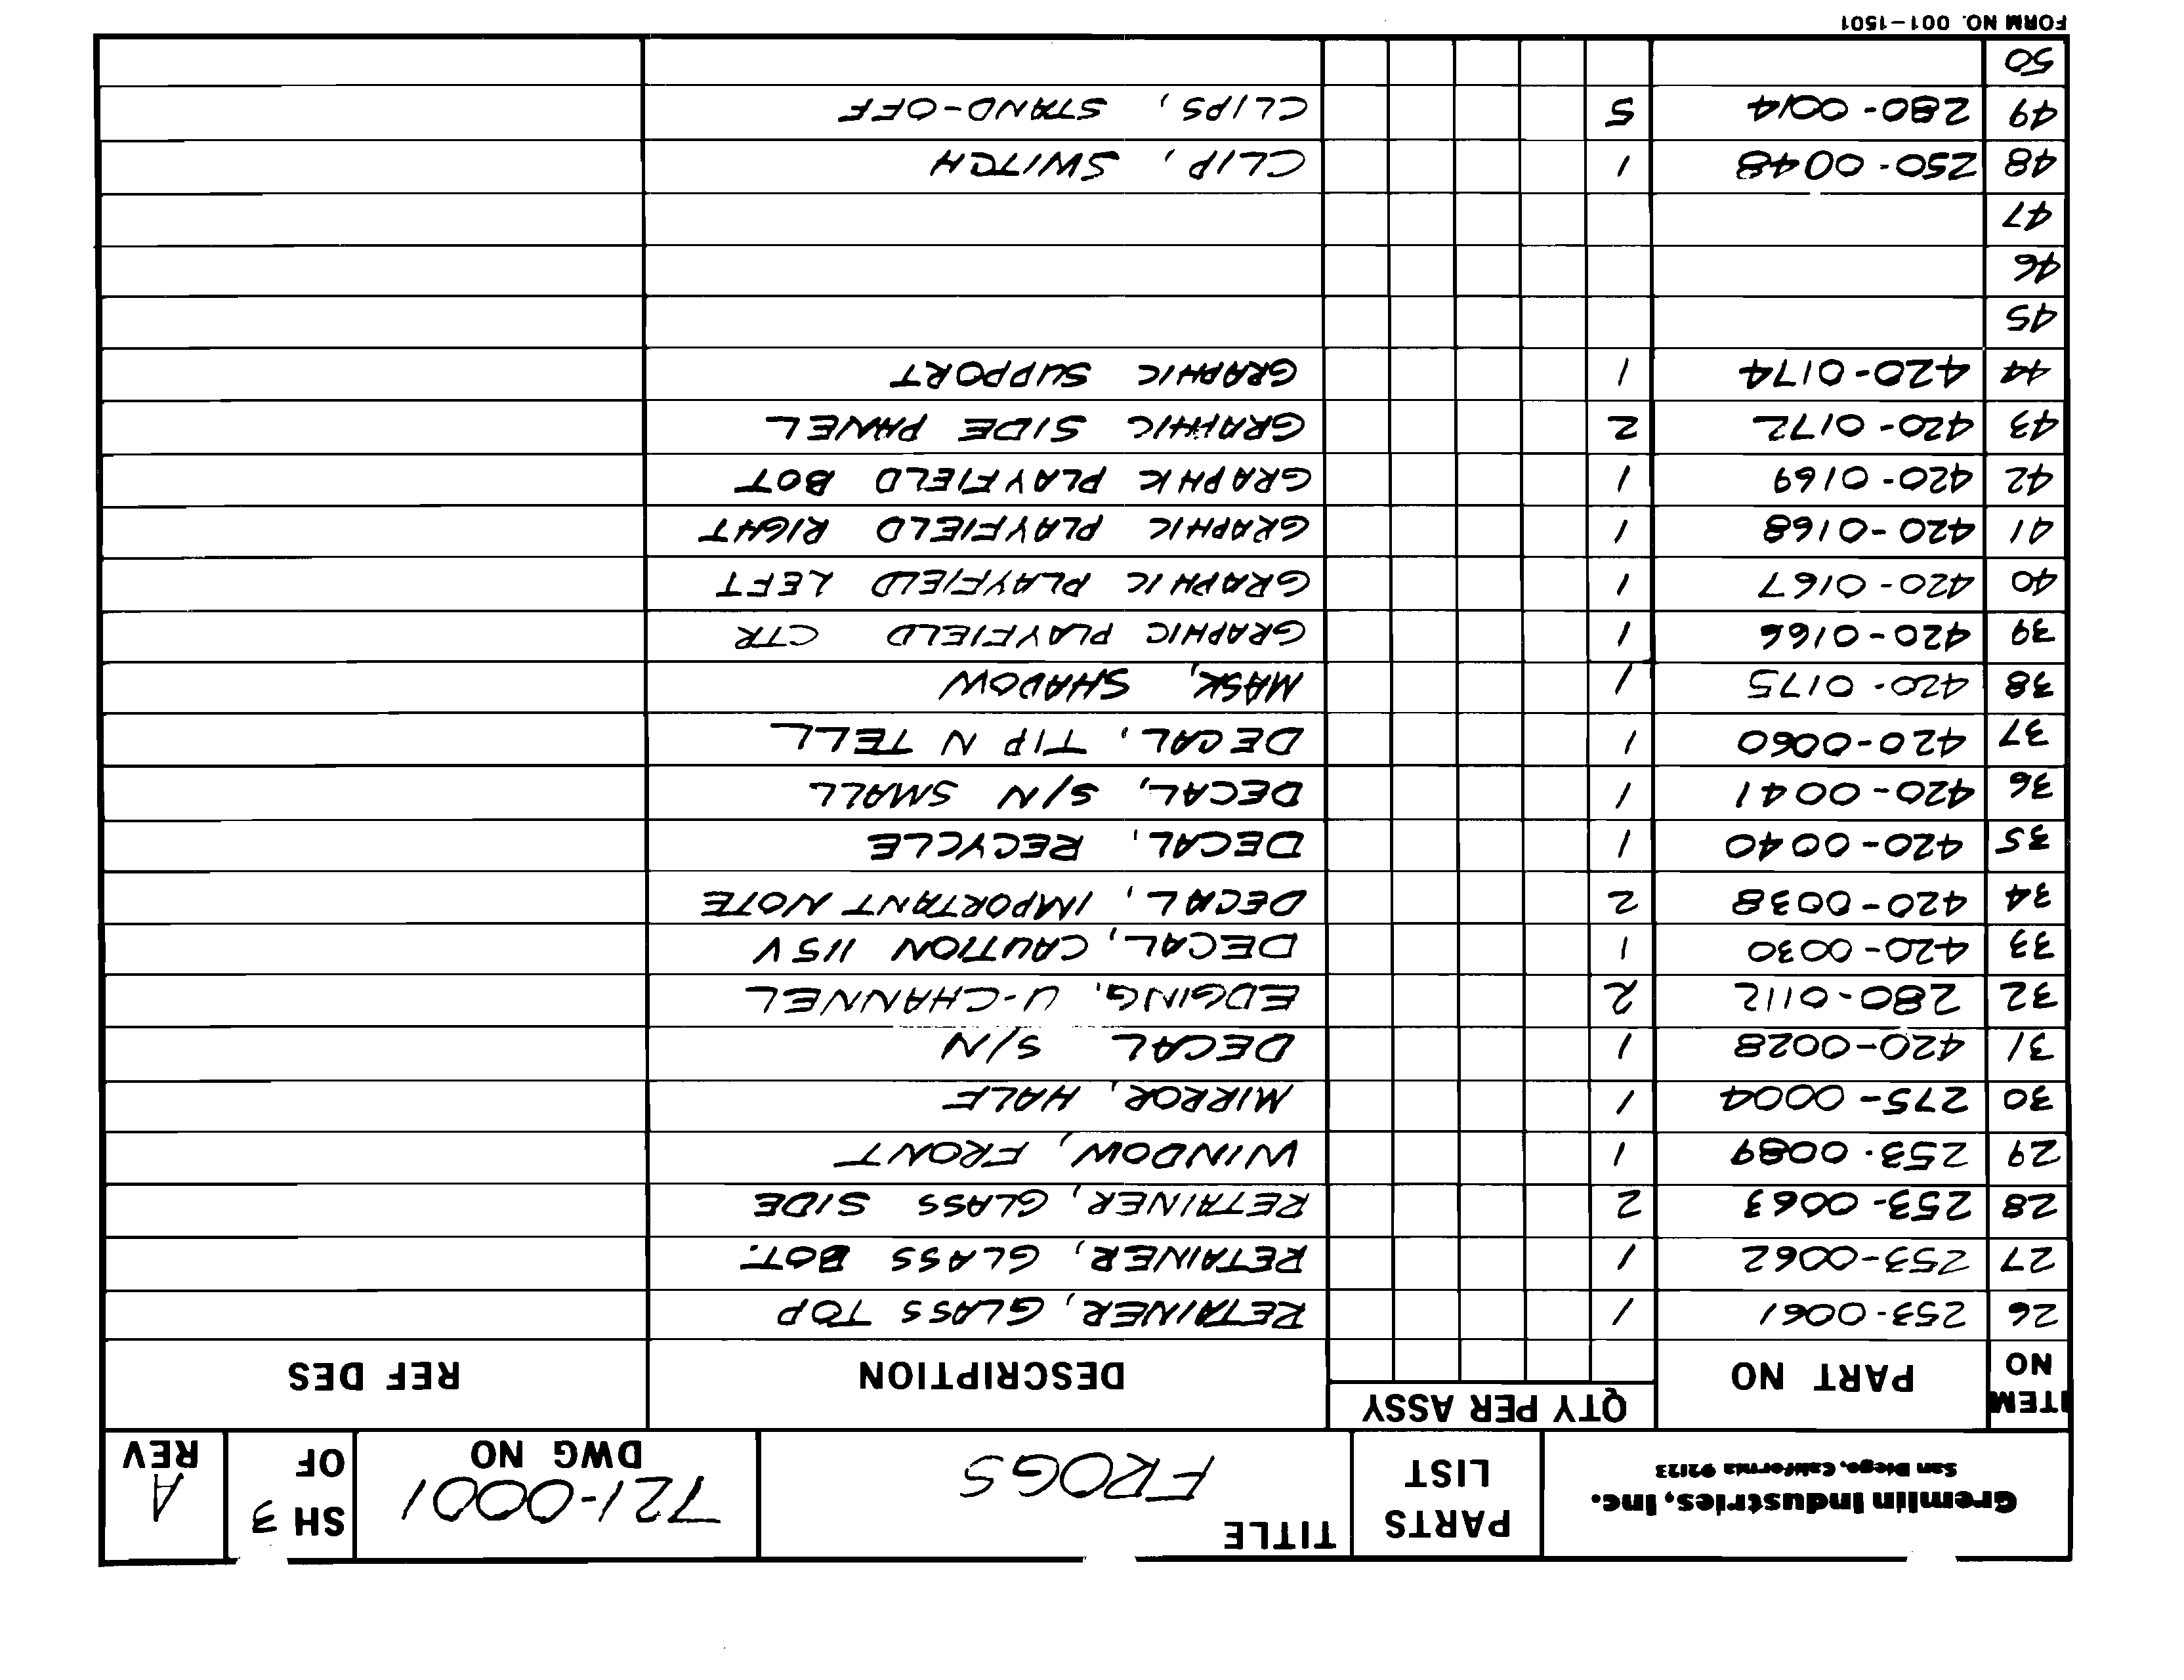 Gremlin Industries, Inc.
San Diego, California 92123
PARTS LIST
TITLE
FROGS
721-0001
DWG NO
SH 3
OF
A
REV
ITEM NO PART NO QTY PER ASSY DESCRIPTION REF DES
26 253-0061 1 RETAINER, GLASS TOP
27 253-0062 1 RETAINER, GLASS BOT.
28 253-0063 2 RETAINER, GLASS SIDE
29 253-0089 1 WINDOW, FRONT
30 275-0004 1 MIRROR, HALF
31 420-0028 1 DECAL S/N
32 280-0112 2 EDGING, U-CHANNEL
33 420-0030 1 DECAL, CAUTION 115V
34 420-0038 2 DECAL, IMPORTANT NOTE
35 420-0040 1 DECAL, RECYCLE
36 420-0041 1 DECAL, S/N SMALL
37 420-0060 1 DECAL, TIP N TELL
38 420-0175 1 MASK, SHADOW
39 420-0166 1 GRAPHIC PLAYFIELD CTR
40 420-0167 1 GRAPHIC PLAYFIELD LEFT
41 420-0168 1 GRAPHIC PLAYFIELD RIGHT
42 420-0169 1 GRAPHIC PLAYFIELD BOT
43 420-0172 2 GRAPHIC SIDE PANEL
44 420-0174 1 GRAPHIC SUPPORT
45
46
47
48 250-0048 1 CLIP, SWITCH
49 280-0014 5 CLIPS, STAND-OFF
50
FORM NO. 001-1501